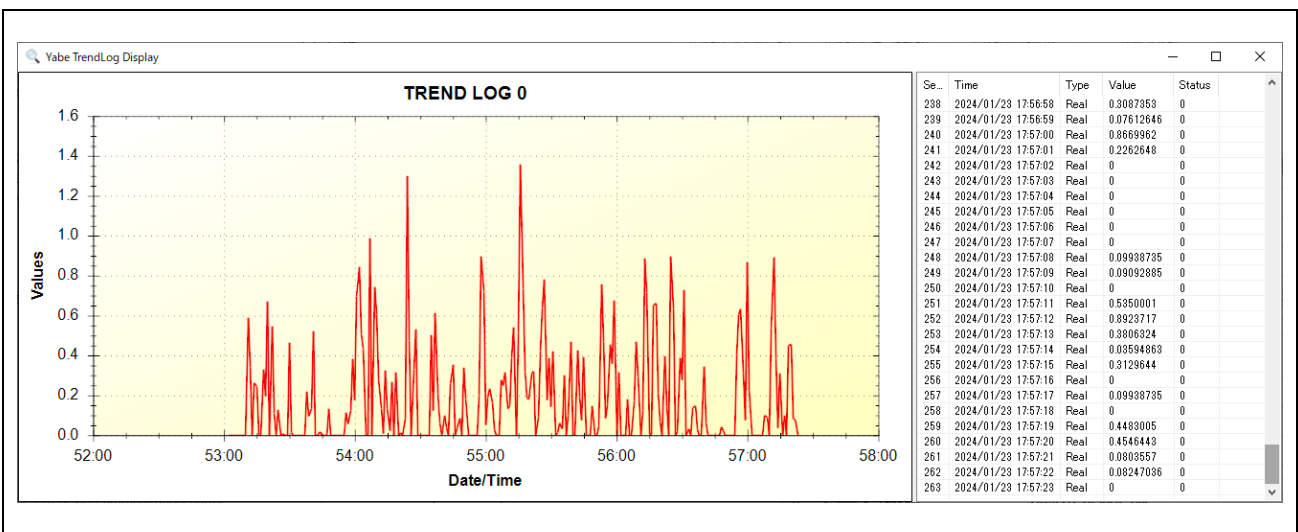 Yabe TrendLog Display
TREND LOG 0
Values
1.6
1.4
1.2
1.0
0.8
0.6
0.4
0.2
0.0
52:00 53:00 54:00 55:00 56:00 57:00 58:00
Date/Time
Se... Time Type Value Status
238 2024/01/23 17:56:58 Real 0.3087353 0
239 2024/01/23 17:56:59 Real 0.07612646 0
240 2024/01/23 17:57:00 Real 0.8669962 0
241 2024/01/23 17:57:01 Real 0.2262648 0
242 2024/01/23 17:57:02 Real 0 0
243 2024/01/23 17:57:03 Real 0 0
244 2024/01/23 17:57:04 Real 0 0
245 2024/01/23 17:57:05 Real 0 0
246 2024/01/23 17:57:06 Real 0 0
247 2024/01/23 17:57:07 Real 0 0
248 2024/01/23 17:57:08 Real 0.09938735 0
249 2024/01/23 17:57:09 Real 0.09092885 0
250 2024/01/23 17:57:10 Real 0 0
251 2024/01/23 17:57:11 Real 0.5350001 0
252 2024/01/23 17:57:12 Real 0.8923717 0
253 2024/01/23 17:57:13 Real 0.3806324 0
254 2024/01/23 17:57:14 Real 0.03594863 0
255 2024/01/23 17:57:15 Real 0.3129644 0
256 2024/01/23 17:57:16 Real 0 0
257 2024/01/23 17:57:17 Real 0.09938735 0
258 2024/01/23 17:57:18 Real 0 0
259 2024/01/23 17:57:19 Real 0.4483005 0
260 2024/01/23 17:57:20 Real 0.4546443 0
261 2024/01/23 17:57:21 Real 0.0803557 0
262 2024/01/23 17:57:22 Real 0.08247036 0
263 2024/01/23 17:57:23 Real 0 0